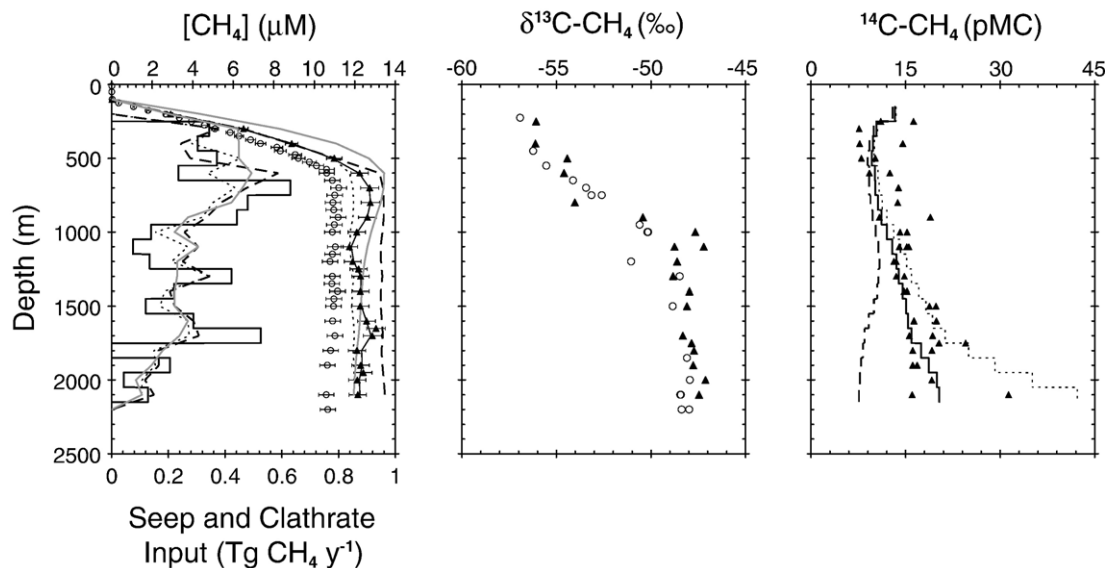 [CH₄] (μM)
δ¹³C-CH₄ (‰)
¹⁴C-CH₄ (pMC)
0 2 4 6 8 10 12 14
-60 -55 -50 -45
0 15 30 45
0
500
1000
1500
2000
2500
Depth (m)
0 0.2 0.4 0.6 0.8 1
Seep and Clathrate
Input (Tg CH₄ y⁻¹)